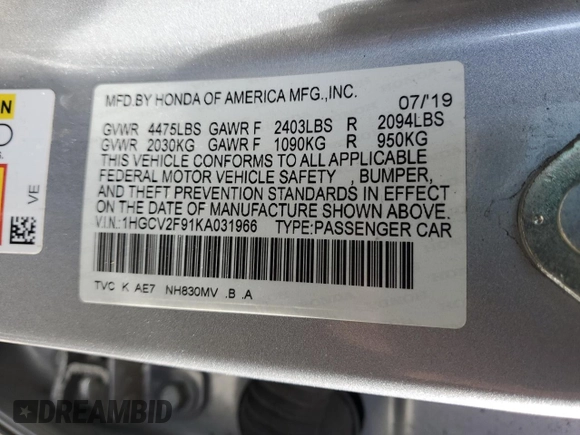 MFD.BY HONDA OF AMERICA MFG.,INC. 07/'19
GVWR 4475LBS GAWR F 2403LBS R 2094LBS
GVWR 2030KG GAWR F 1090KG R 950KG
THIS VEHICLE CONFORMS TO ALL APPLICABLE
FEDERAL MOTOR VEHICLE SAFETY , BUMPER,
AND THEFT PREVENTION STANDARDS IN EFFECT
ON THE DATE OF MANUFACTURE SHOWN ABOVE.
V.I.N.:1HGCV2F91KA031966 TYPE:PASSENGER CAR
TVC K AE7 NH830MV .B .A
VE
DREAMBID